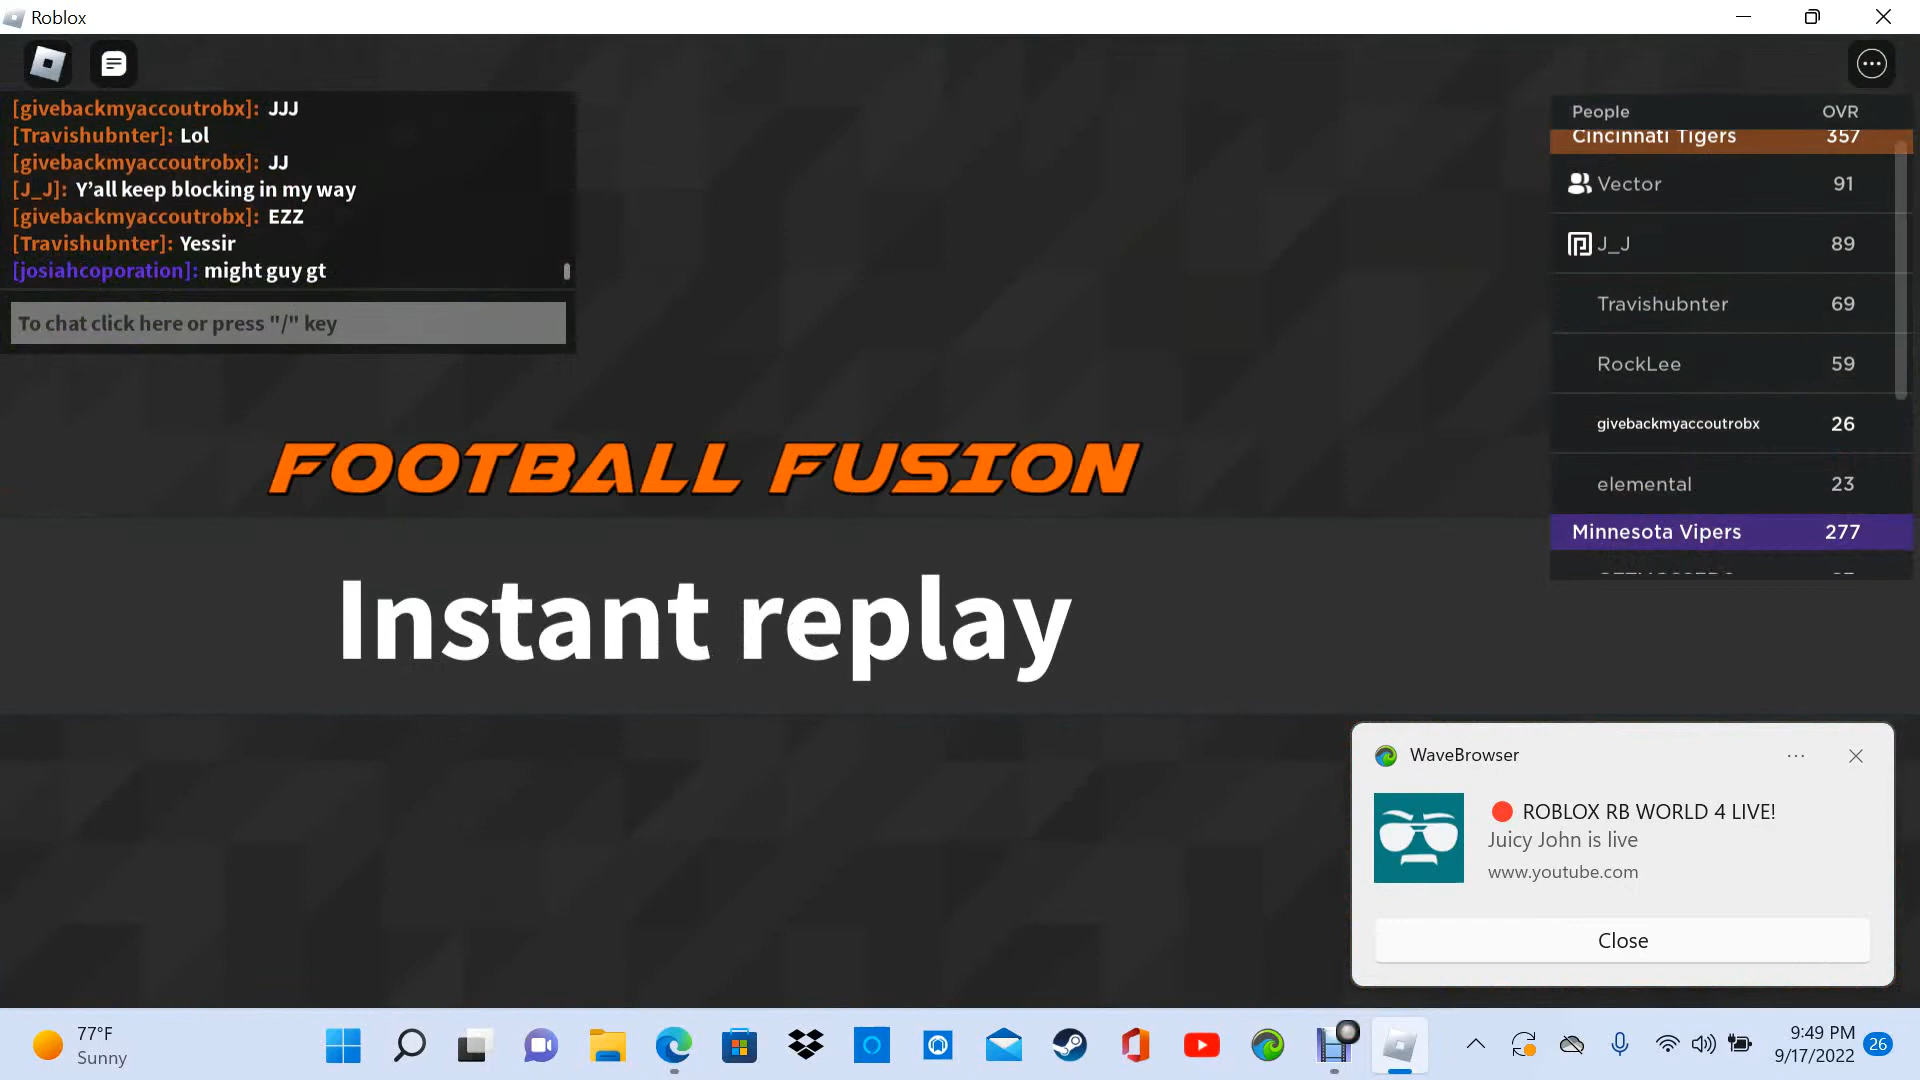 Roblox
[givebackmyaccoutrobx]: JJJ
[Travishubnter]: Lol
[givebackmyaccoutrobx]: JJ
[J_J]: Y'all keep blocking in my way
[givebackmyaccoutrobx]: EZZ
[Travishubnter]: Yessir
[josiahcoporation]: might guy gt
To chat click here or press "/" key
People OVR
Cincinnati Tigers 357
Vector 91
J_J 89
Travishubnter 69
RockLee 59
givebackmyaccoutrobx 26
elemental 23
Minnesota Vipers 277
FOOTBALL FUSION
Instant replay
WaveBrowser
ROBLOX RB WORLD 4 LIVE!
Juicy John is live
www.youtube.com
Close
77°F
Sunny
9:49 PM
9/17/2022
26